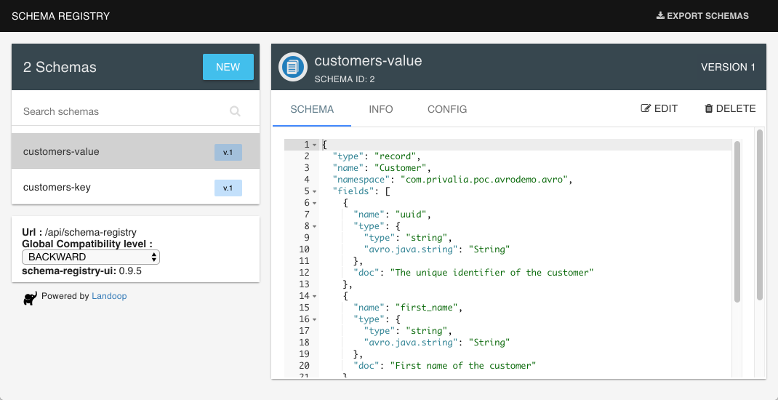 SCHEMA REGISTRY
EXPORT SCHEMAS
2 Schemas
NEW
Search schemas
customers-value
v.1
customers-key
v.1
Url : /api/schema-registry
Global Compatibility level :
BACKWARD
schema-registry-ui: 0.9.5
Powered by Landoop
customers-value
SCHEMA ID: 2
VERSION 1
SCHEMA INFO CONFIG
EDIT DELETE
1 {
2 "type": "record",
3 "name": "Customer",
4 "namespace": "com.privalia.poc.avrodemo.avro",
5 "fields": [
6 {
7 "name": "uuid",
8 "type": {
9 "type": "string",
10 "avro.java.string": "String"
11 },
12 "doc": "The unique identifier of the customer"
13 },
14 {
15 "name": "first_name",
16 "type": {
17 "type": "string",
18 "avro.java.string": "String"
19 },
20 "doc": "First name of the customer"
21 }